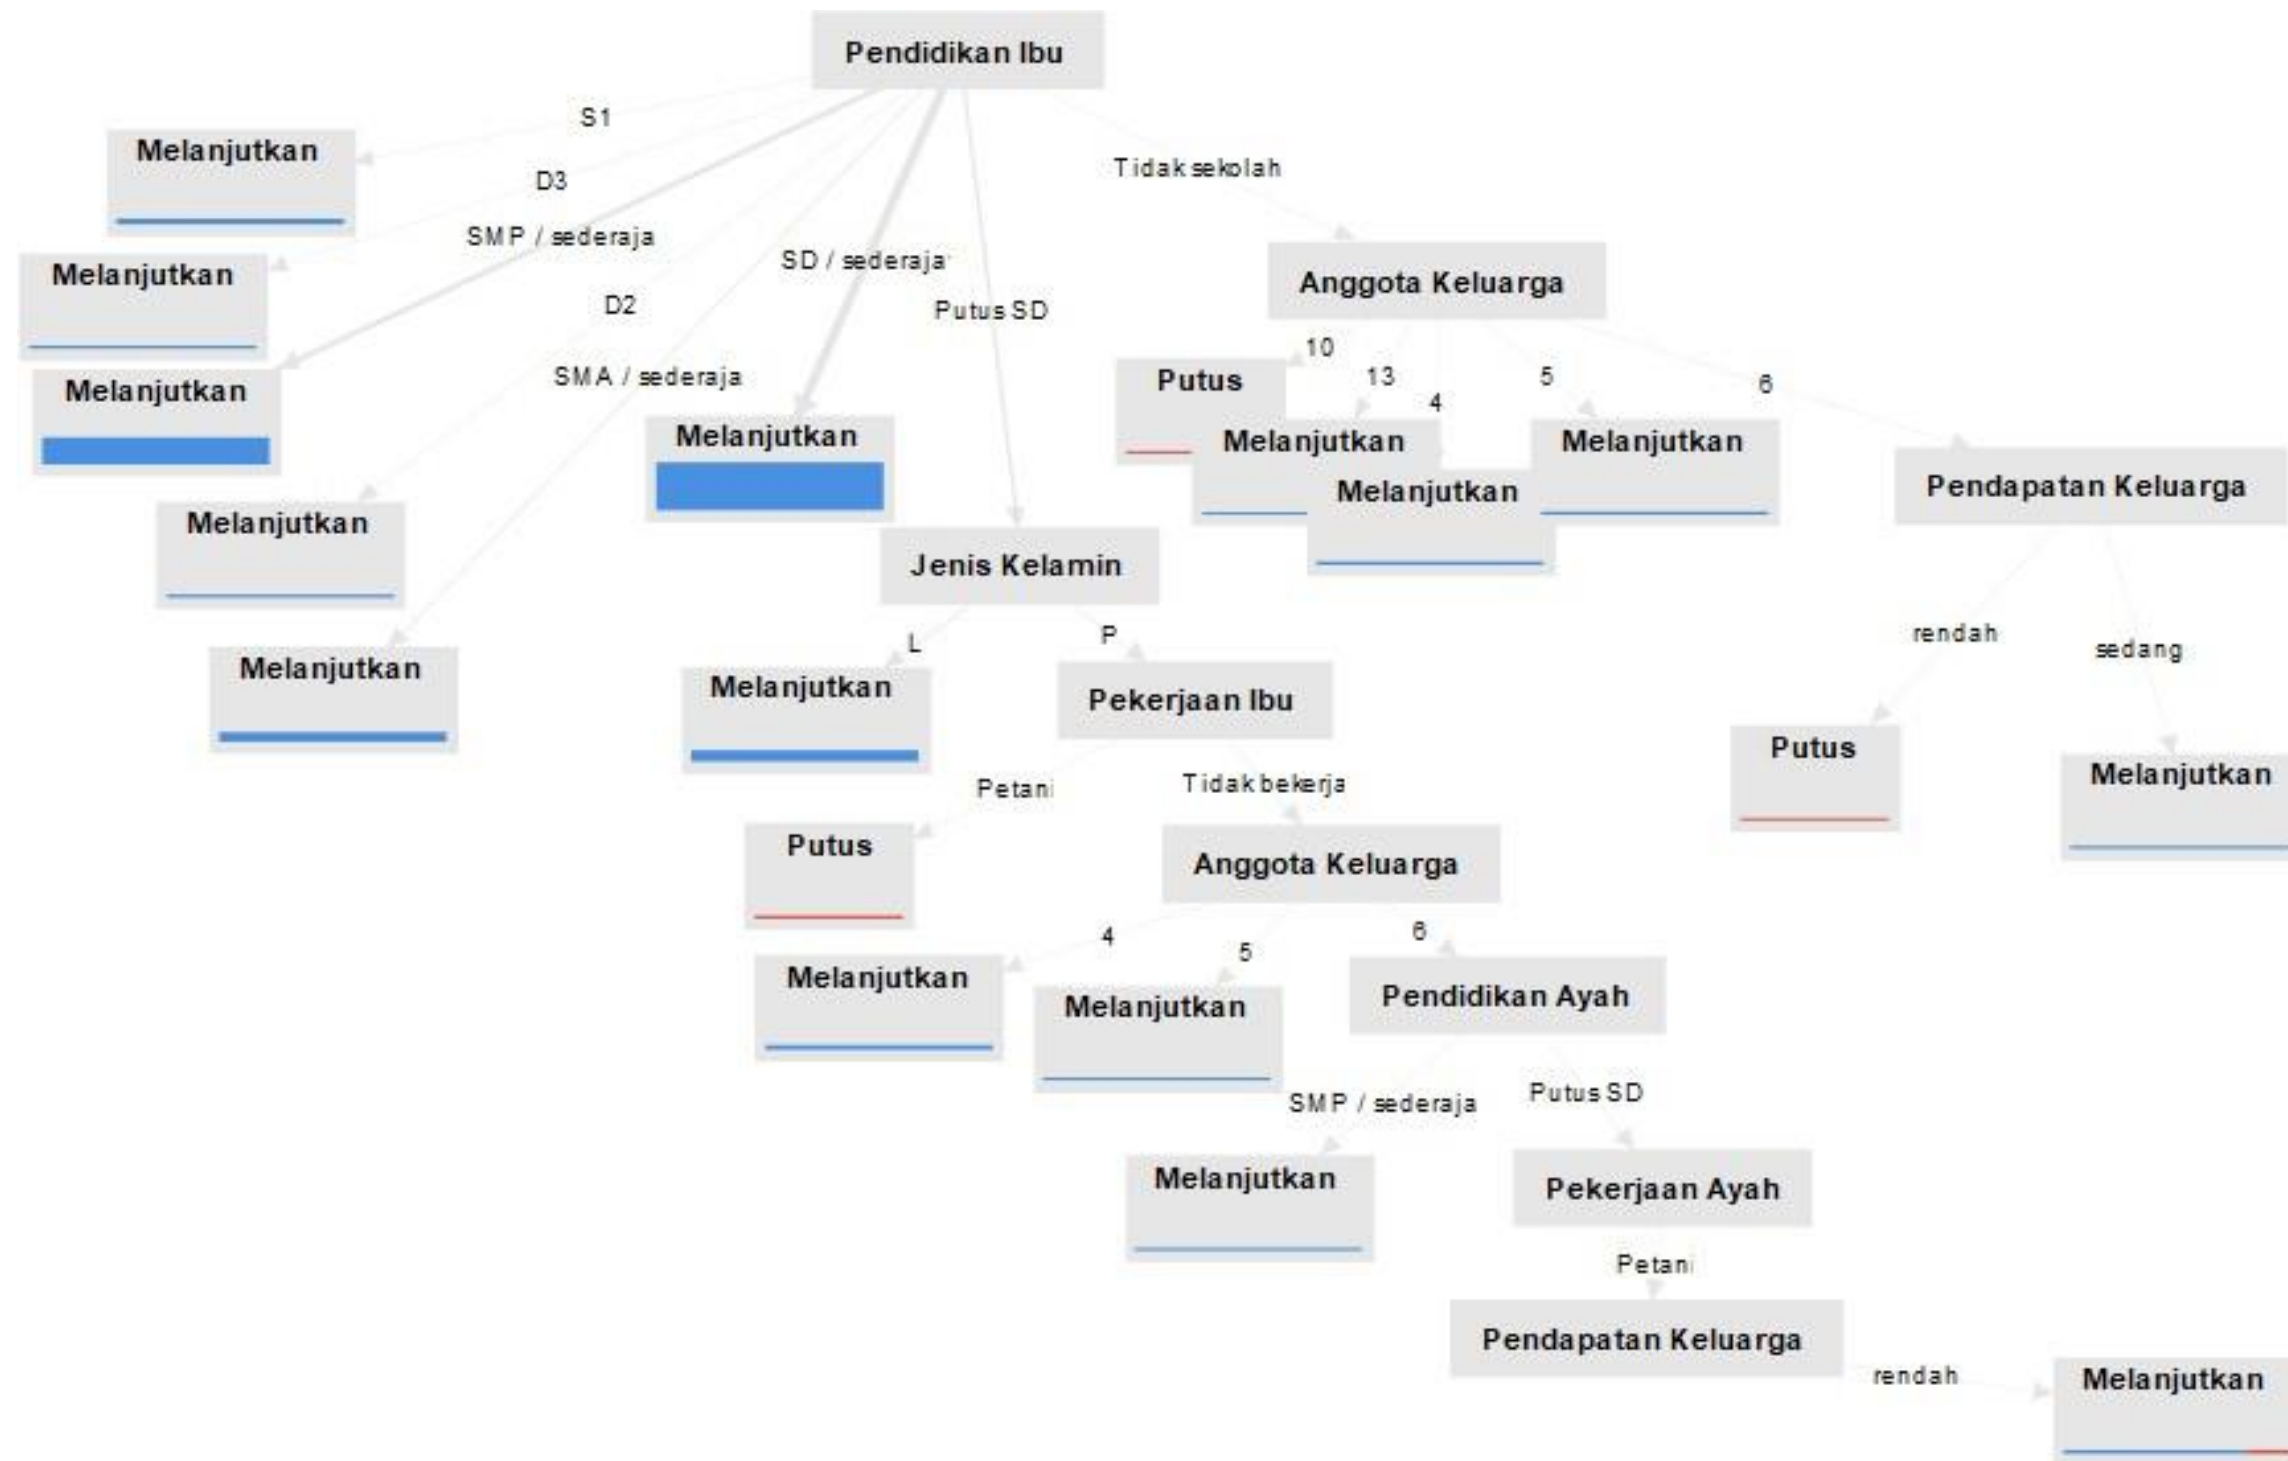 Pendidikan Ibu
S1
Melanjutkan
Tidak sekolah
D3
SMP / sederaja
SD / sederaja
Melanjutkan
Anggota Keluarga
D2
Putus SD
10
Putus
13
5
6
SMA / sederaja
Melanjutkan
4
Melanjutkan
Melanjutkan
Melanjutkan
Melanjutkan
Pendapatan Keluarga
Melanjutkan
Jenis Kelamin
L
P
rendah
sedang
Melanjutkan
Melanjutkan
Pekerjaan Ibu
Putus
Melanjutkan
Petani
Tidak bekerja
Putus
Anggota Keluarga
4
5
6
Melanjutkan
Melanjutkan
Pendidikan Ayah
SMP / sederaja
Putus SD
Melanjutkan
Pekerjaan Ayah
Petani
Pendapatan Keluarga
rendah
Melanjutkan